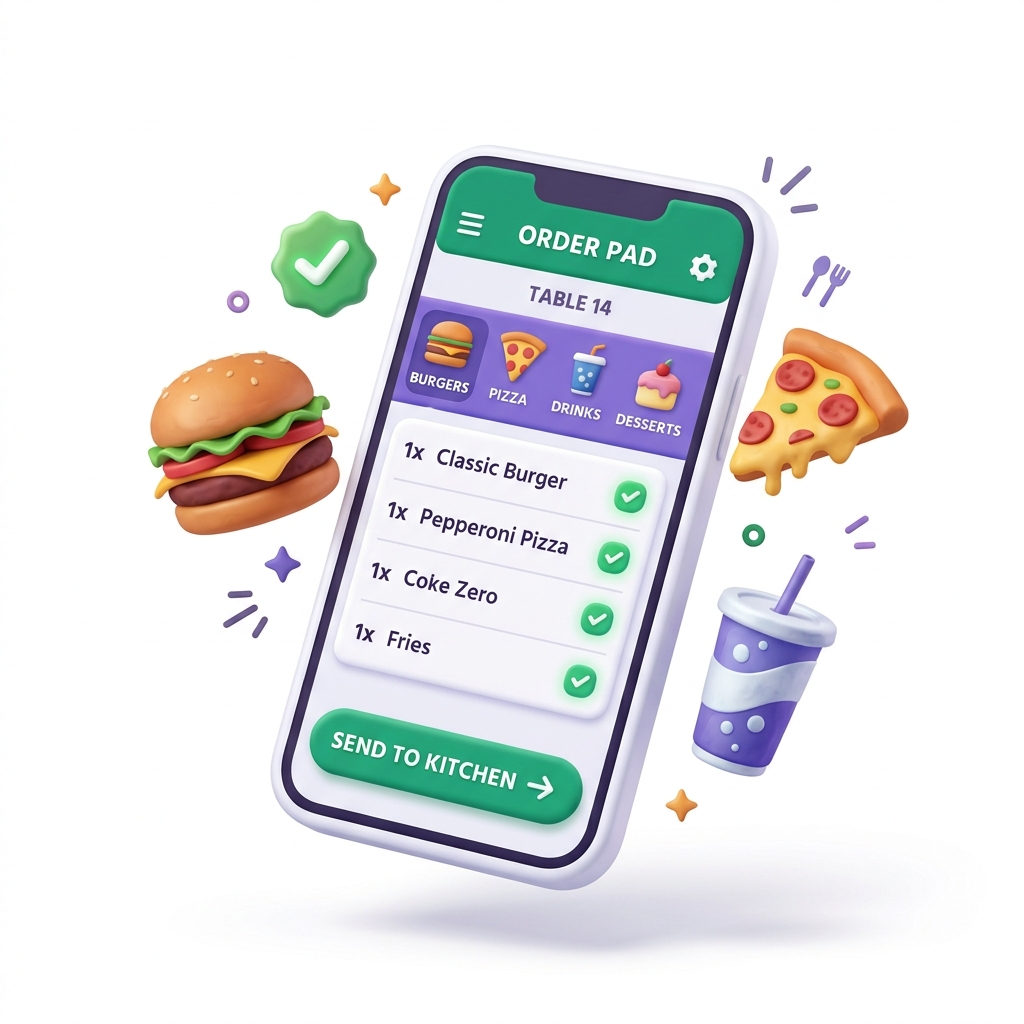 ORDER PAD
TABLE 14
BURGERS PIZZA DRINKS DESSERTS
1x Classic Burger
1x Pepperoni Pizza
1x Coke Zero
1x Fries
SEND TO KITCHEN →